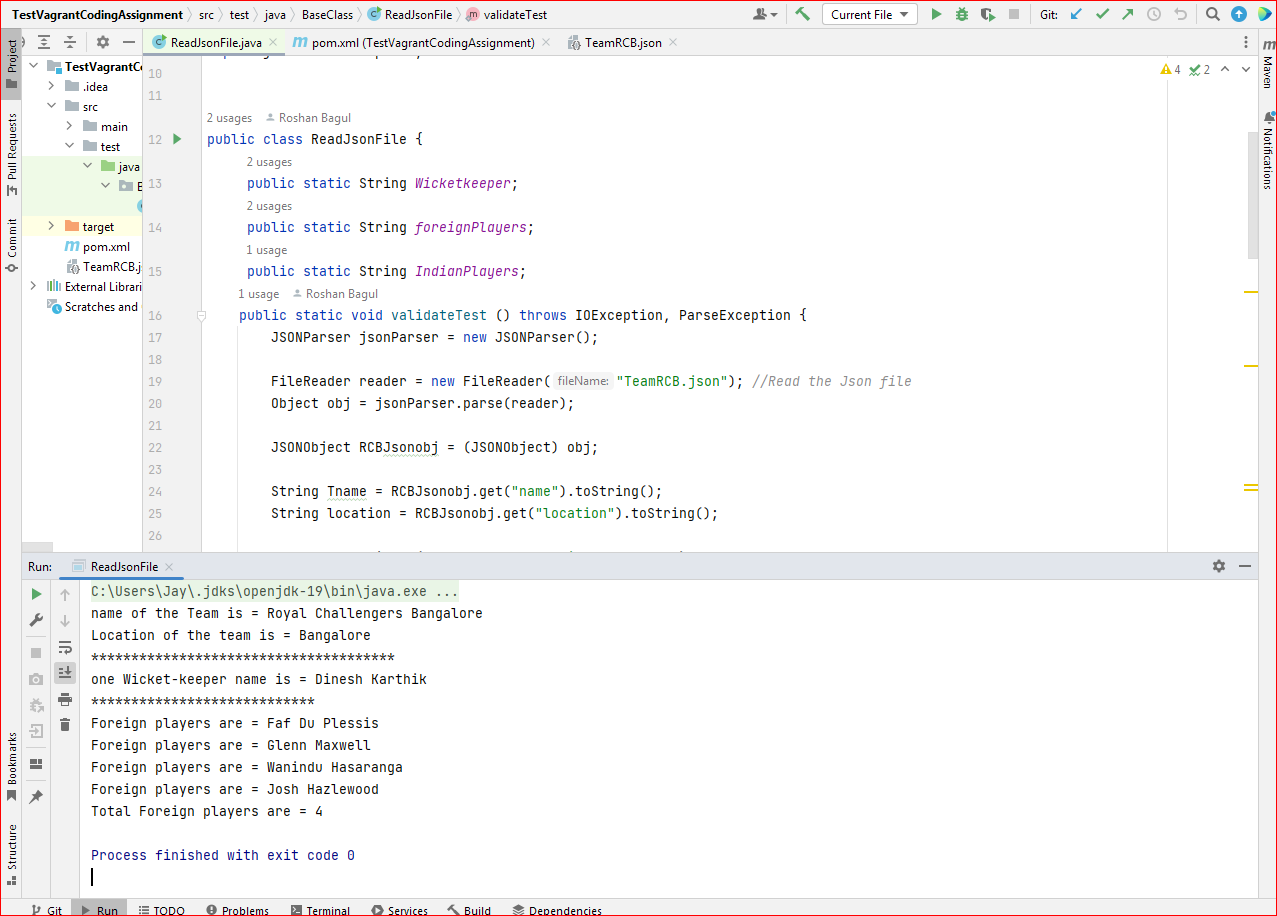 TestVagrantCodingAssignment src test java BaseClass ReadJsonFile validateTest Current File Git:
ReadJsonFile.java pom.xml (TestVagrantCodingAssignment) TeamRCB.json
Project
Pull Requests
Commit
Bookmarks
Structure
Maven
Notifications
TestVagrantC
.idea
src
main
test
java
target
pom.xml
TeamRCB.j
External Librari
Scratches and
4 2
10
11
2 usages Roshan Bagul
12 public class ReadJsonFile {
2 usages
13 public static String Wicketkeeper;
2 usages
14 public static String foreignPlayers;
1 usage
15 public static String IndianPlayers;
1 usage Roshan Bagul
16 public static void validateTest () throws IOException, ParseException {
17 JSONParser jsonParser = new JSONParser();
18
19 FileReader reader = new FileReader( fileName: "TeamRCB.json"); //Read the Json file
20 Object obj = jsonParser.parse(reader);
21
22 JSONObject RCBJsonobj = (JSONObject) obj;
23
24 String Tname = RCBJsonobj.get("name").toString();
25 String location = RCBJsonobj.get("location").toString();
26
Run: ReadJsonFile
C:\Users\Jay\.jdks\openjdk-19\bin\java.exe ...
name of the Team is = Royal Challengers Bangalore
Location of the team is = Bangalore
**************************************
one Wicket-keeper name is = Dinesh Karthik
****************************
Foreign players are = Faf Du Plessis
Foreign players are = Glenn Maxwell
Foreign players are = Wanindu Hasaranga
Foreign players are = Josh Hazlewood
Total Foreign players are = 4
Process finished with exit code 0
Git Run TODO Problems Terminal Services Build Dependencies